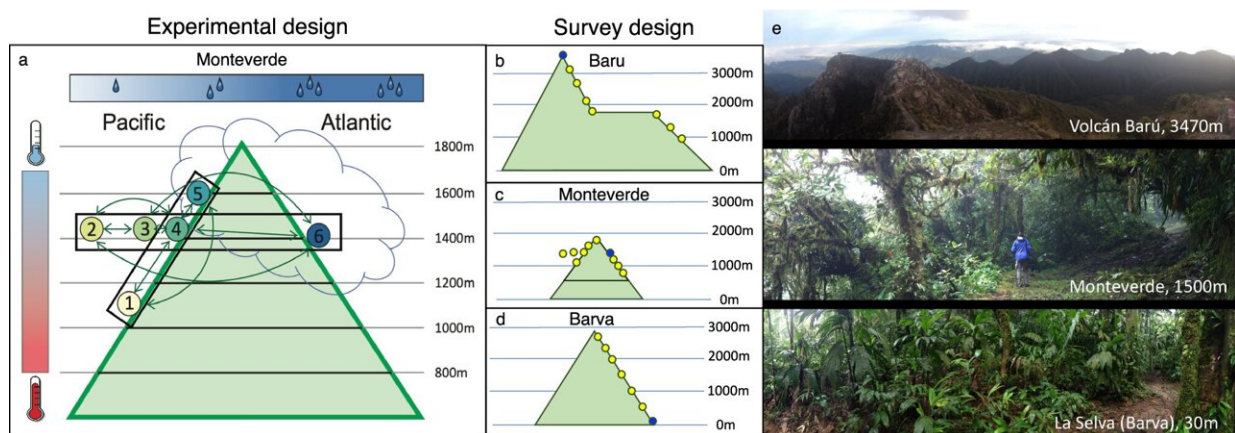 Experimental design
Survey design
a
Monteverde
Pacific
Atlantic
1800m
1600m
1400m
1200m
1000m
800m
5
2
3
4
6
1
b
Baru
3000m
2000m
1000m
0m
c
Monteverde
3000m
2000m
1000m
0m
d
Barva
3000m
2000m
1000m
0m
e
Volcán Barú, 3470m
Monteverde, 1500m
La Selva (Barva), 30m